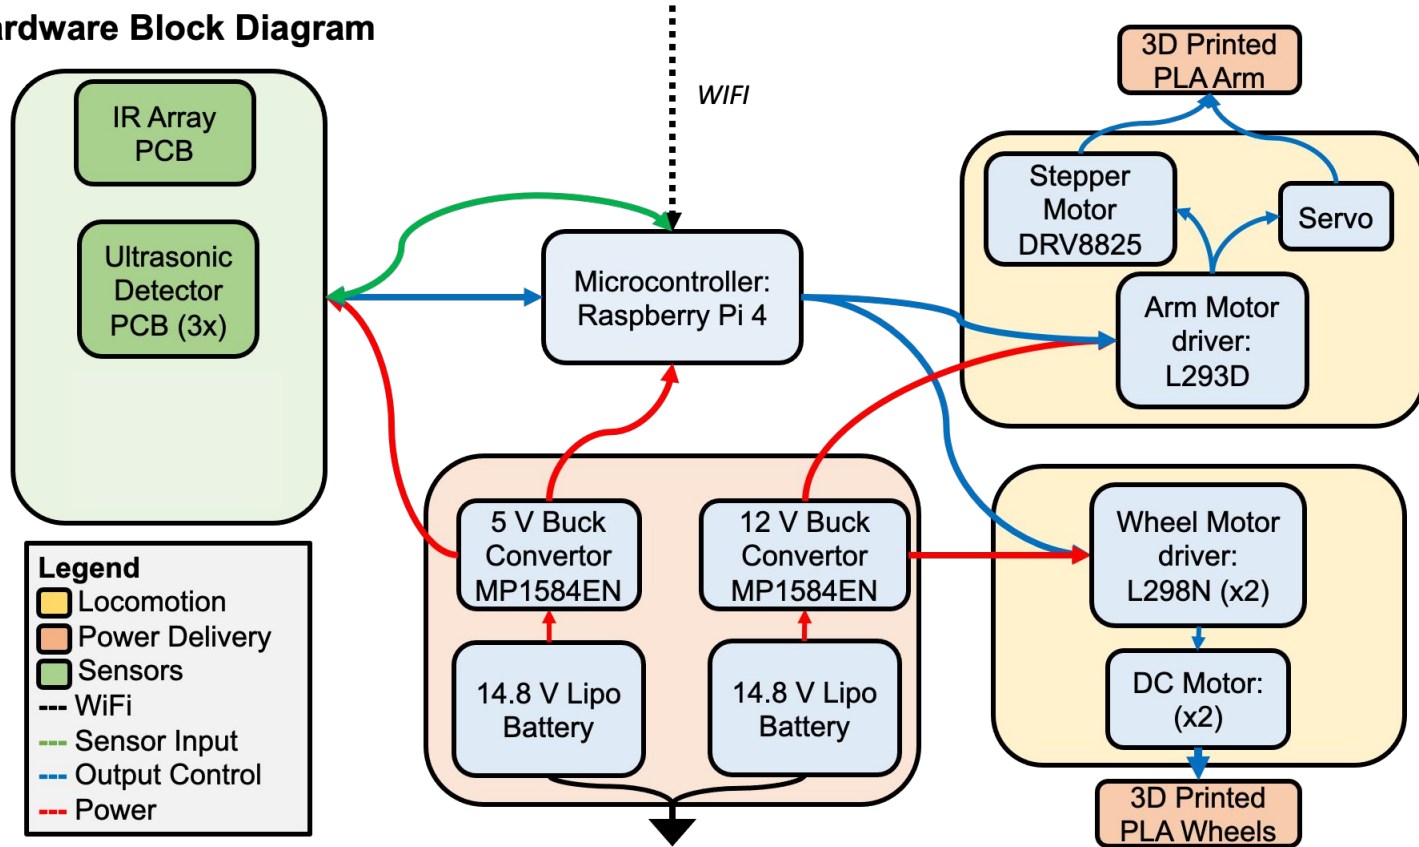 ardware Block Diagram
WIFI
3D Printed
PLA Arm
IR Array
PCB
Ultrasonic
Detector
PCB (3x)
Microcontroller:
Raspberry Pi 4
Stepper
Motor
DRV8825
Servo
Arm Motor
driver:
L293D
5 V Buck
Convertor
MP1584EN
12 V Buck
Convertor
MP1584EN
14.8 V Lipo
Battery
14.8 V Lipo
Battery
Wheel Motor
driver:
L298N (x2)
DC Motor:
(x2)
3D Printed
PLA Wheels
Legend
Locomotion
Power Delivery
Sensors
WiFi
Sensor Input
Output Control
Power